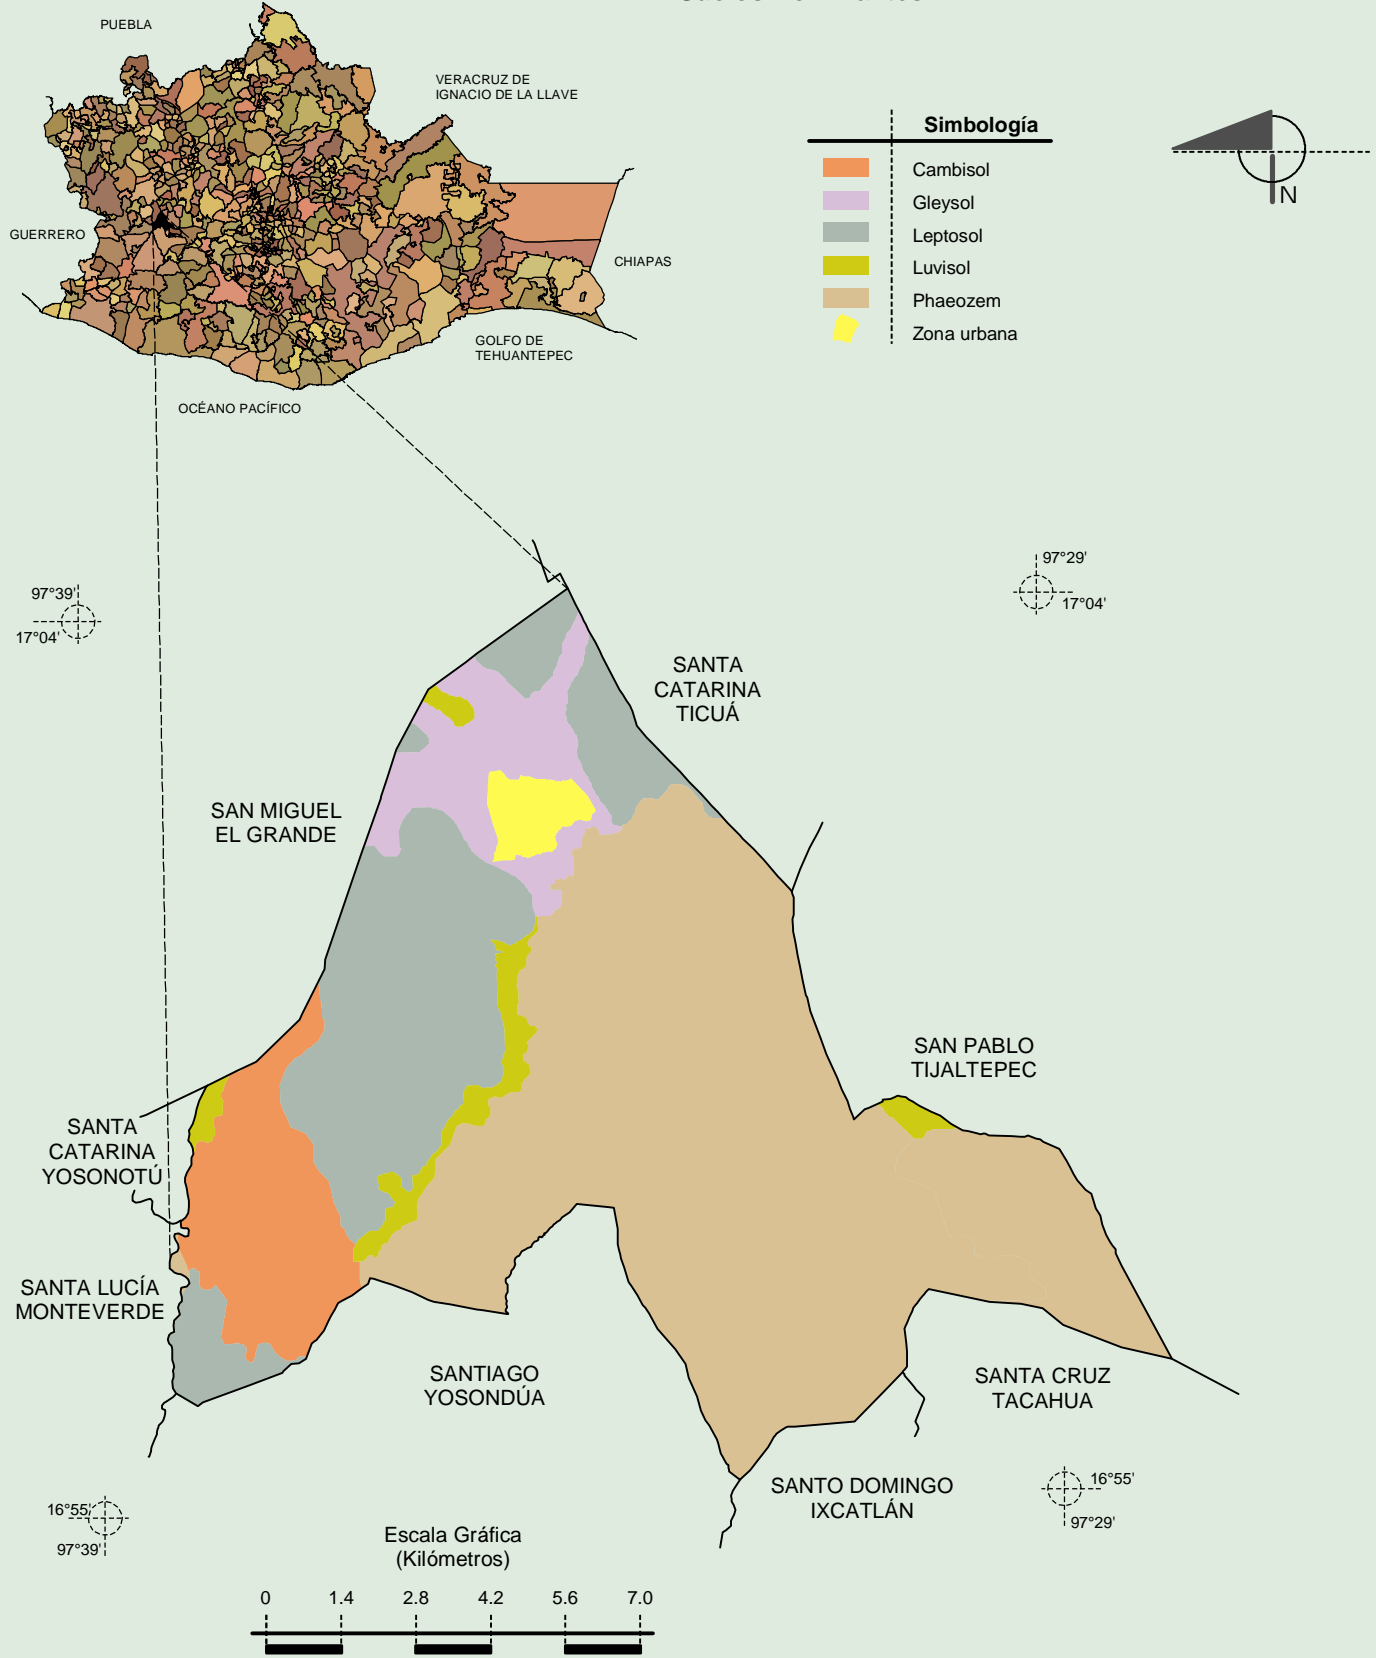 PUEBLA
VERACRUZ DE
IGNACIO DE LA LLAVE
GUERRERO
CHIAPAS
GOLFO DE
TEHUANTEPEC
OCÉANO PACÍFICO
Simbología
Cambisol
Gleysol
Leptosol
Luvisol
Phaeozem
Zona urbana
N
97°39'
17°04'
97°29'
17°04'
SANTA
CATARINA
TICUÁ
SAN MIGUEL
EL GRANDE
SAN PABLO
TIJALTEPEC
SANTA
CATARINA
YOSONOTÚ
SANTA LUCÍA
MONTEVERDE
SANTIAGO
YOSONDÚA
SANTA CRUZ
TACAHUA
SANTO DOMINGO
IXCATLÁN
16°55'
97°39'
16°55'
97°29'
Escala Gráfica
(Kilómetros)
0 1.4 2.8 4.2 5.6 7.0